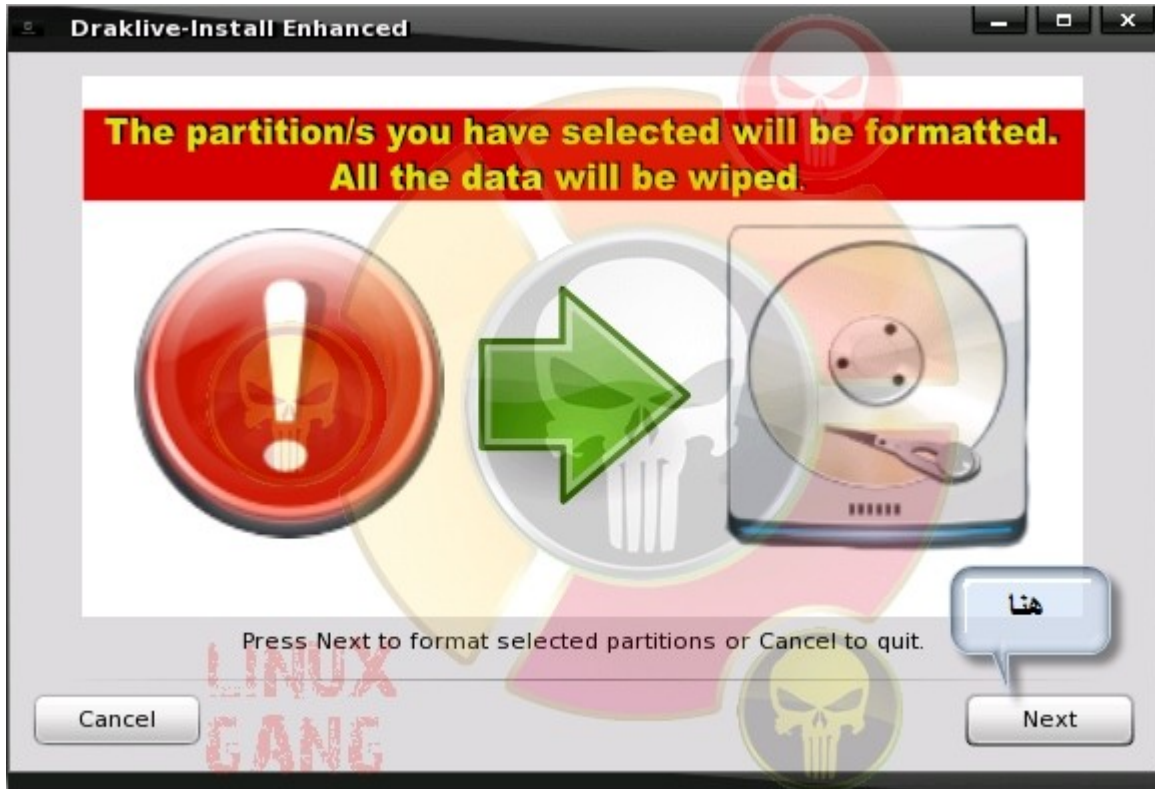 Draklive-Install Enhanced
The partition/s you have selected will be formatted.
All the data will be wiped.
هنا
Press Next to format selected partitions or Cancel to quit.
LINUX
GANG
Cancel
Next